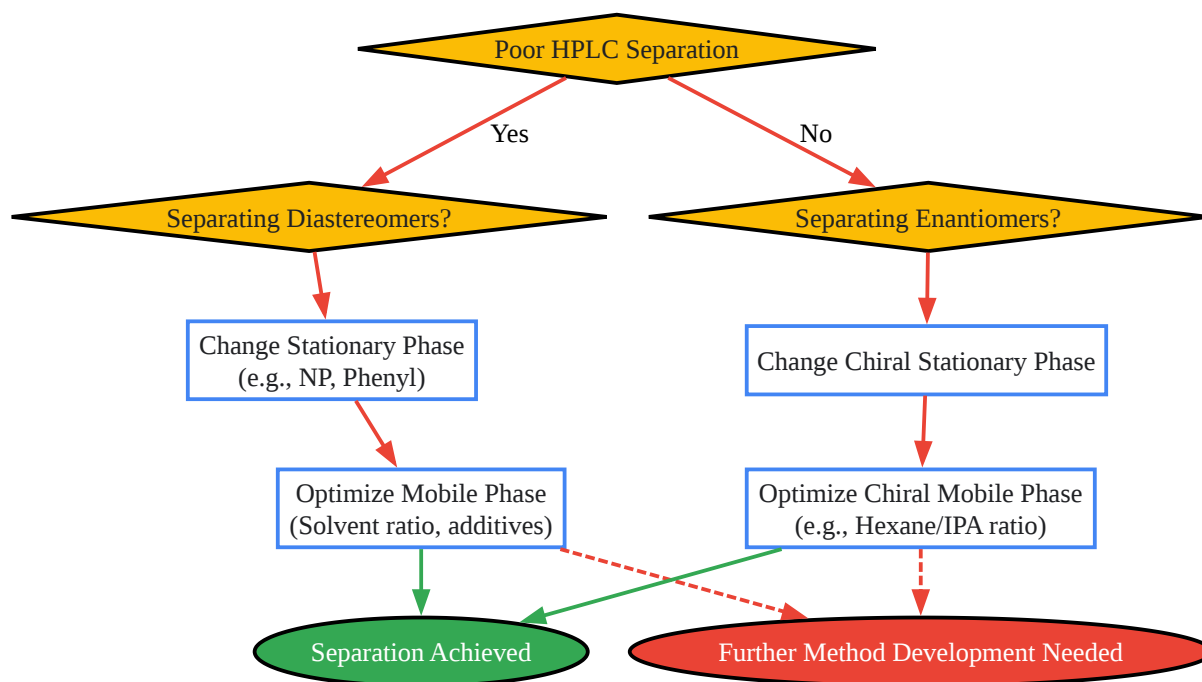 Poor HPLC Separation
Yes
No
Separating Diastereomers?
Separating Enantiomers?
Change Stationary Phase
(e.g., NP, Phenyl)
Change Chiral Stationary Phase
Optimize Mobile Phase
(Solvent ratio, additives)
Optimize Chiral Mobile Phase
(e.g., Hexane/IPA ratio)
Separation Achieved
Further Method Development Needed